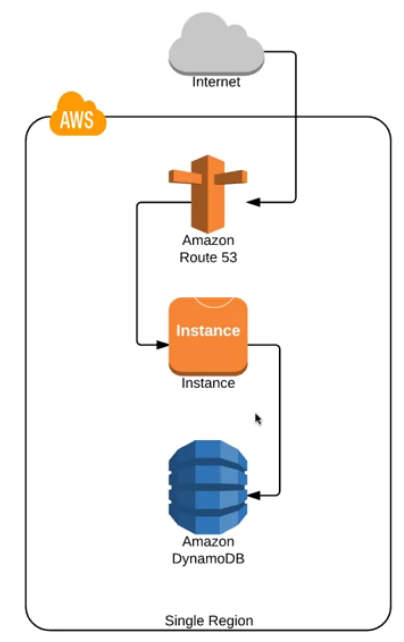 Internet
AWS
Amazon
Route 53
Instance
Instance
Amazon
DynamoDB
Single Region